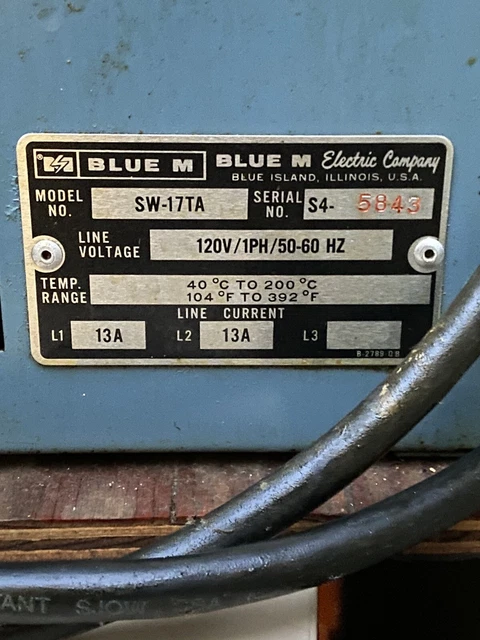 BLUE M BLUE M Electric Company
BLUE ISLAND, ILLINOIS, U.S.A.
MODEL NO. SW-17TA SERIAL NO. S4- 5843
LINE VOLTAGE 120V/1PH/50-60 HZ
TEMP. RANGE 40 °C TO 200 °C
104 °F TO 392 °F
LINE CURRENT
L1 13A L2 13A L3
B-2789 DB
ANT SJOW CSA